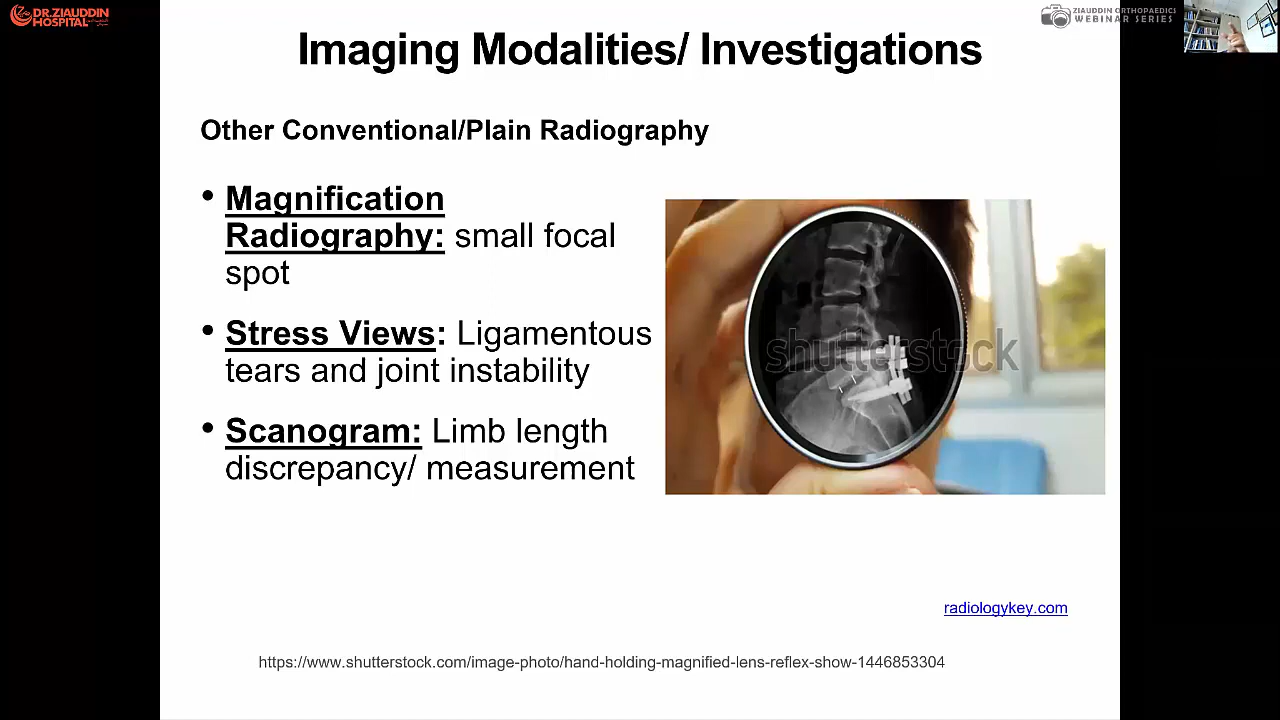 DR.ZIAUDDIN
HOSPITAL
ZIAUDDIN ORTHOPAEDICS
WEBINAR SERIES
Imaging Modalities/ Investigations
Other Conventional/Plain Radiography
• Magnification
Radiography: small focal
spot
• Stress Views: Ligamentous
tears and joint instability
• Scanogram: Limb length
discrepancy/ measurement
shutterstock
radiologykey.com
https://www.shutterstock.com/image-photo/hand-holding-magnified-lens-reflex-show-1446853304